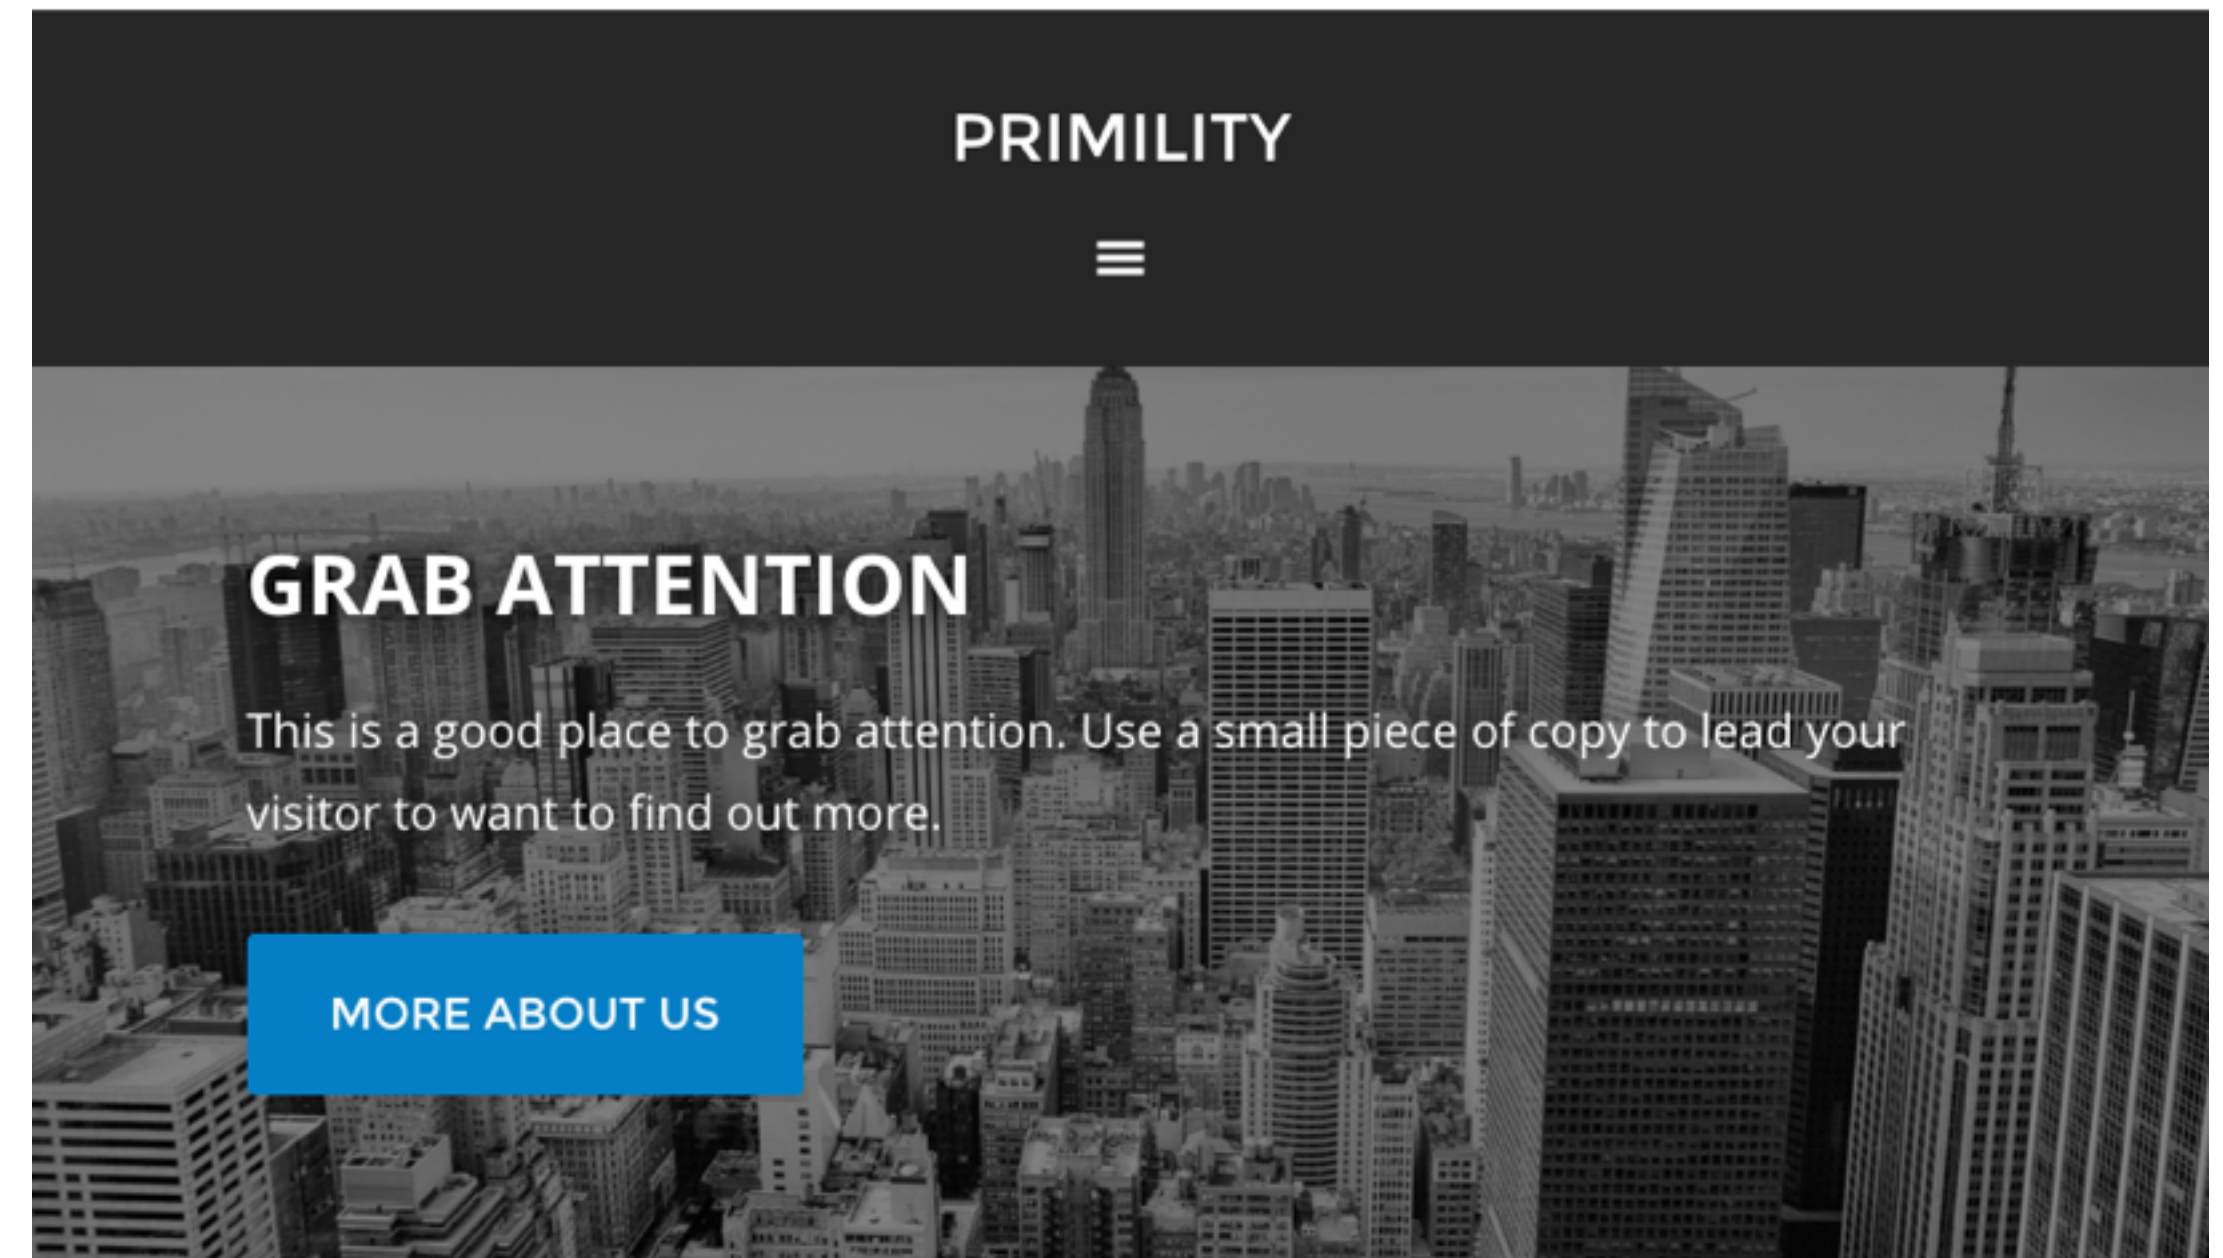 PRIMILITY
GRAB ATTENTION
This is a good place to grab attention. Use a small piece of copy to lead your
visitor to want to find out more.
MORE ABOUT US